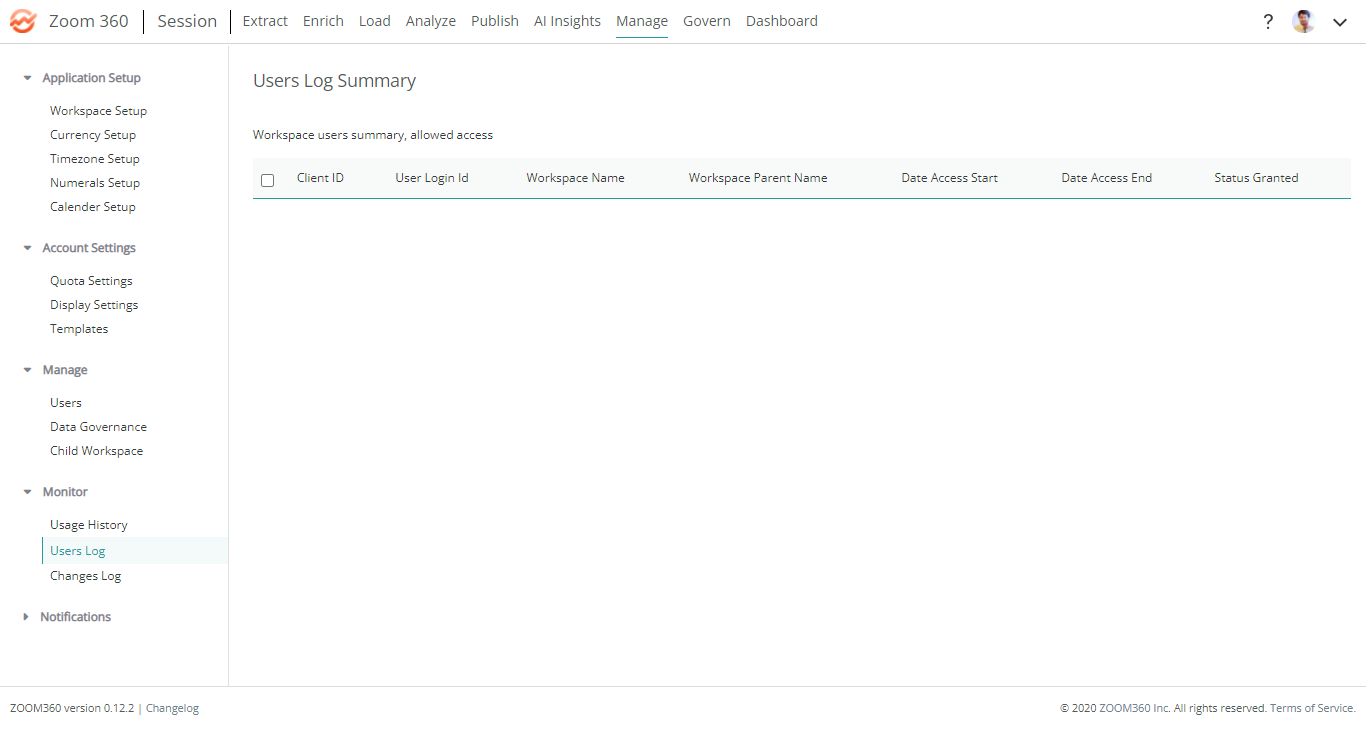 Zoom 360 Session Extract Enrich Load Analyze Publish AI Insights Manage Govern Dashboard ?
Application Setup
Workspace Setup
Currency Setup
Timezone Setup
Numerals Setup
Calender Setup
Account Settings
Quota Settings
Display Settings
Templates
Manage
Users
Data Governance
Child Workspace
Monitor
Usage History
Users Log
Changes Log
Notifications
Users Log Summary
Workspace users summary, allowed access
Client ID User Login Id Workspace Name Workspace Parent Name Date Access Start Date Access End Status Granted
ZOOM360 version 0.12.2 | Changelog
© 2020 ZOOM360 Inc. All rights reserved. Terms of Service.